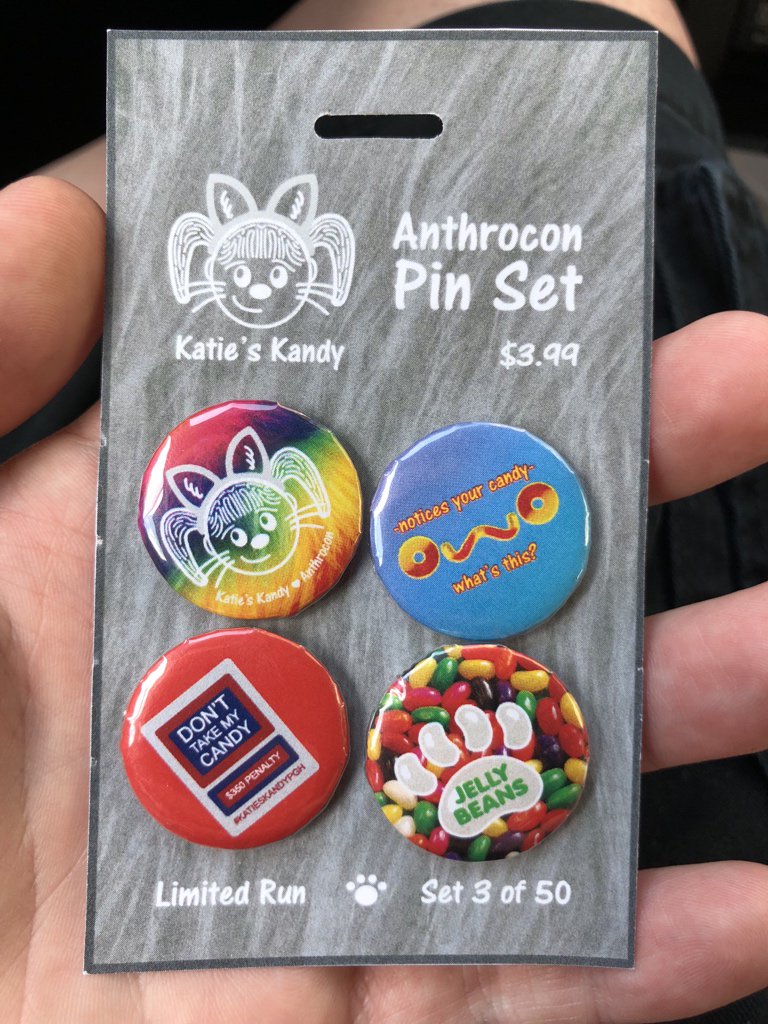 Anthrocon
Pin Set
Katie's Kandy
$3.99
Katie's Kandy Anthrocon
-notices your candy-
OwO
what's this?
DON'T
TAKE MY
CANDY
$350 PENALTY
#KATIESKANDYPGH
JELLY
BEANS
Limited Run
Set 3 of 50